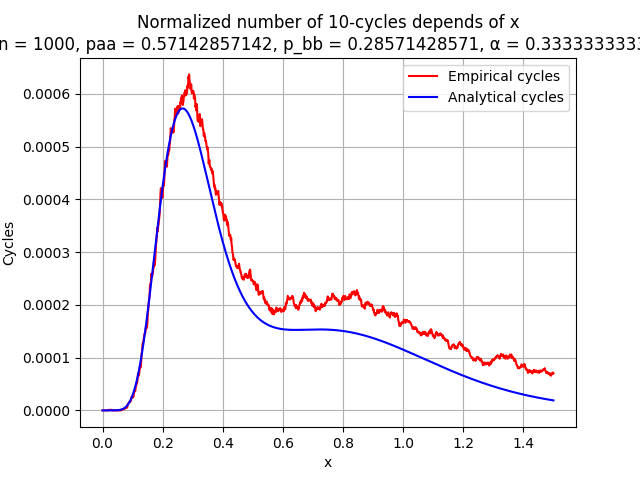 Normalized number of 10-cycles depends of x
n = 1000, paa = 0.57142857142, p_bb = 0.28571428571, α = 0.3333333333
Empirical cycles
Analytical cycles
0.0006
0.0005
0.0004
0.0003
0.0002
0.0001
0.0000
Cycles
0.0 0.2 0.4 0.6 0.8 1.0 1.2 1.4
x